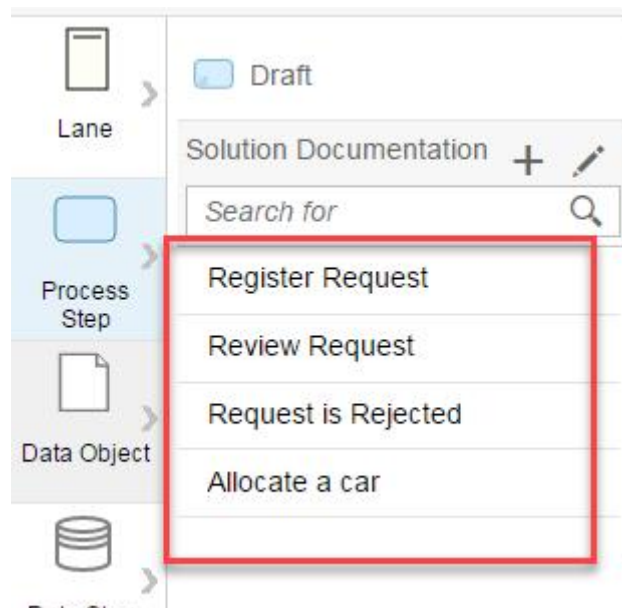 Lane
Draft
Solution Documentation
Search for
Process
Step
Register Request
Review Request
Data Object
Request is Rejected
Allocate a car